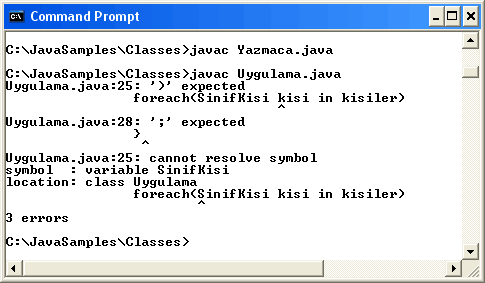 Command Prompt
C:\JavaSamples\Classes>javac Yazmaca.java
C:\JavaSamples\Classes>javac Uygulama.java
Uygulama.java:25: ')' expected
                foreach(SinifKisi kisi in kisiler)
                                  ^
Uygulama.java:28: ';' expected
                }
                 ^
Uygulama.java:25: cannot resolve symbol
symbol  : variable SinifKisi
location: class Uygulama
                foreach(SinifKisi kisi in kisiler)
                        ^
3 errors
C:\JavaSamples\Classes>